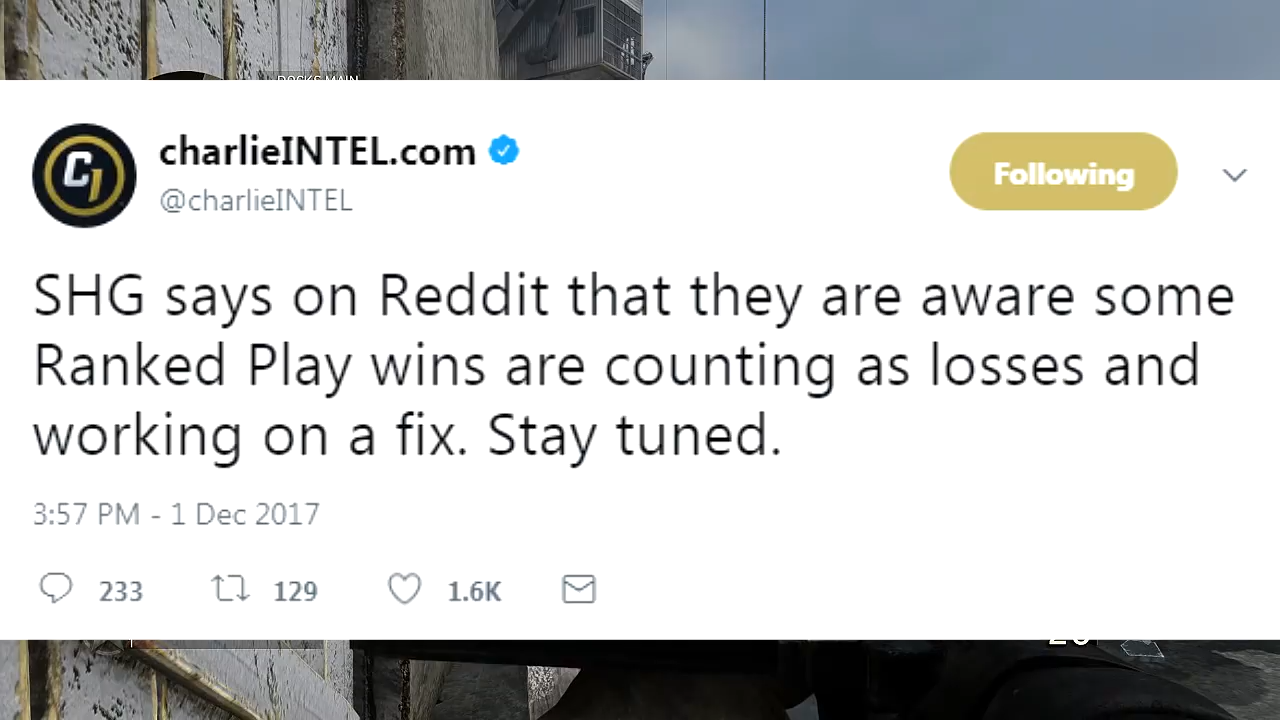 DOCKS MAIN
charlieINTEL.com
@charlieINTEL
Following
SHG says on Reddit that they are aware some
Ranked Play wins are counting as losses and
working on a fix. Stay tuned.
3:57 PM - 1 Dec 2017
233 129 1.6K